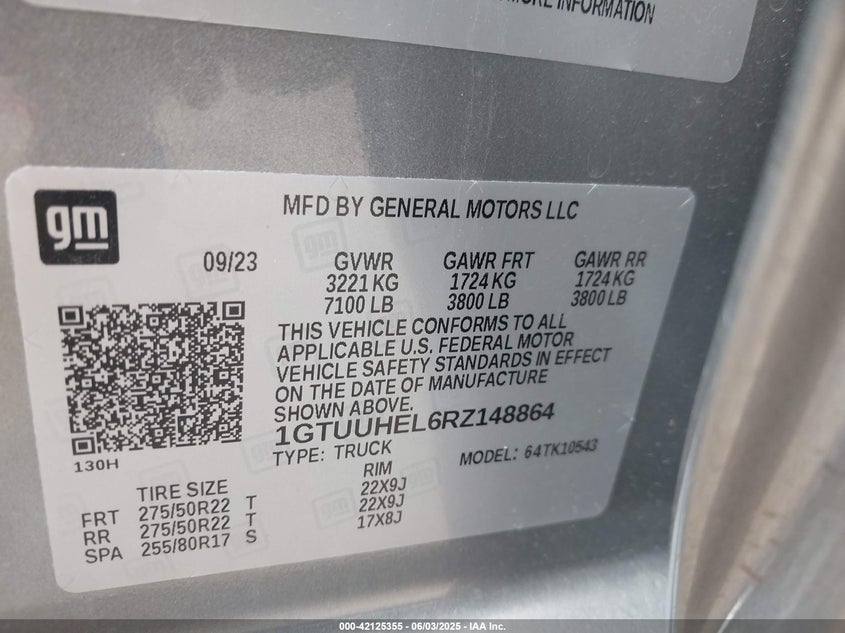 MORE INFORMATION
gm
MFD BY GENERAL MOTORS LLC
09/23
GVWR GAWR FRT GAWR RR
3221 KG 1724 KG 1724 KG
7100 LB 3800 LB 3800 LB
THIS VEHICLE CONFORMS TO ALL
APPLICABLE U.S. FEDERAL MOTOR
VEHICLE SAFETY STANDARDS IN EFFECT
ON THE DATE OF MANUFACTURE
SHOWN ABOVE.
1GTUUHEL6RZ148864
TYPE: TRUCK MODEL: 64TK10543
130H
TIRE SIZE RIM
FRT 275/50R22 T 22X9J
RR 275/50R22 T 22X9J
SPA 255/80R17 S 17X8J
000-42125355 | 06/03/2025 | IAA Inc.